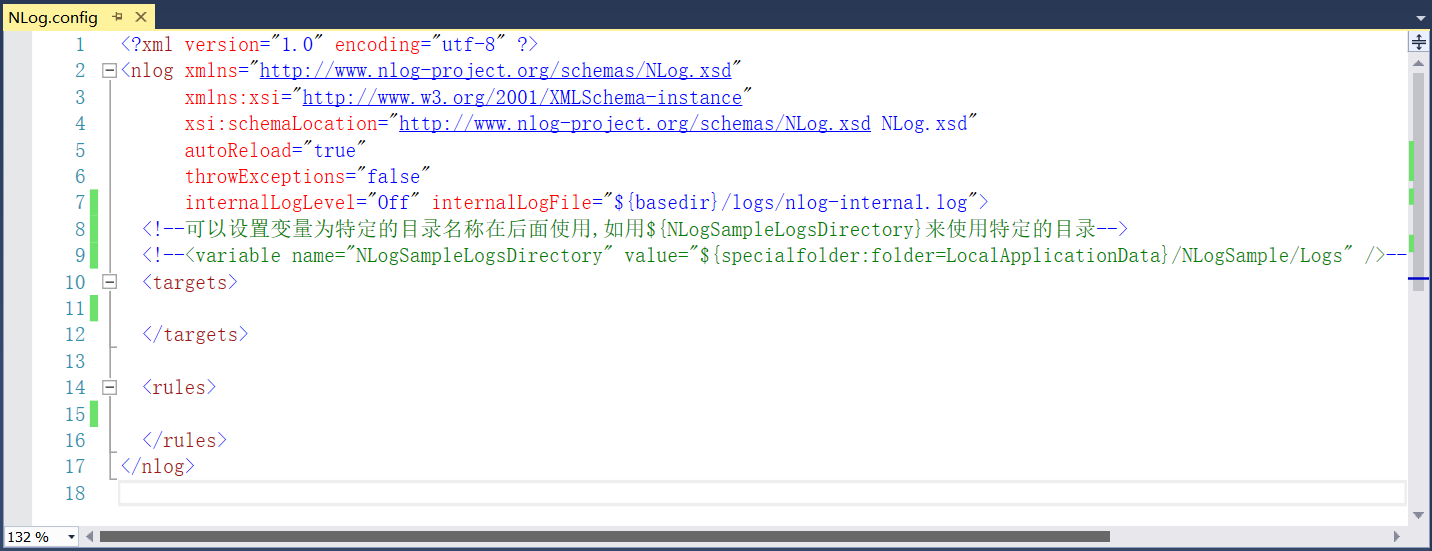 NLog.config
1 <?xml version="1.0" encoding="utf-8" ?>
2 <nlog xmlns="http://www.nlog-project.org/schemas/NLog.xsd"
3 xmlns:xsi="http://www.w3.org/2001/XMLSchema-instance"
4 xsi:schemaLocation="http://www.nlog-project.org/schemas/NLog.xsd NLog.xsd"
5 autoReload="true"
6 throwExceptions="false"
7 internalLogLevel="Off" internalLogFile="${basedir}/logs/nlog-internal.log">
8 <!--可以设置变量为特定的目录名称在后面使用,如用${NLogSampleLogsDirectory}来使用特定的目录-->
9 <!--<variable name="NLogSampleLogsDirectory" value="${specialfolder:folder=LocalApplicationData}/NLogSample/Logs" />--
10 <targets>
11
12 </targets>
13
14 <rules>
15
16 </rules>
17 </nlog>
18
132 %